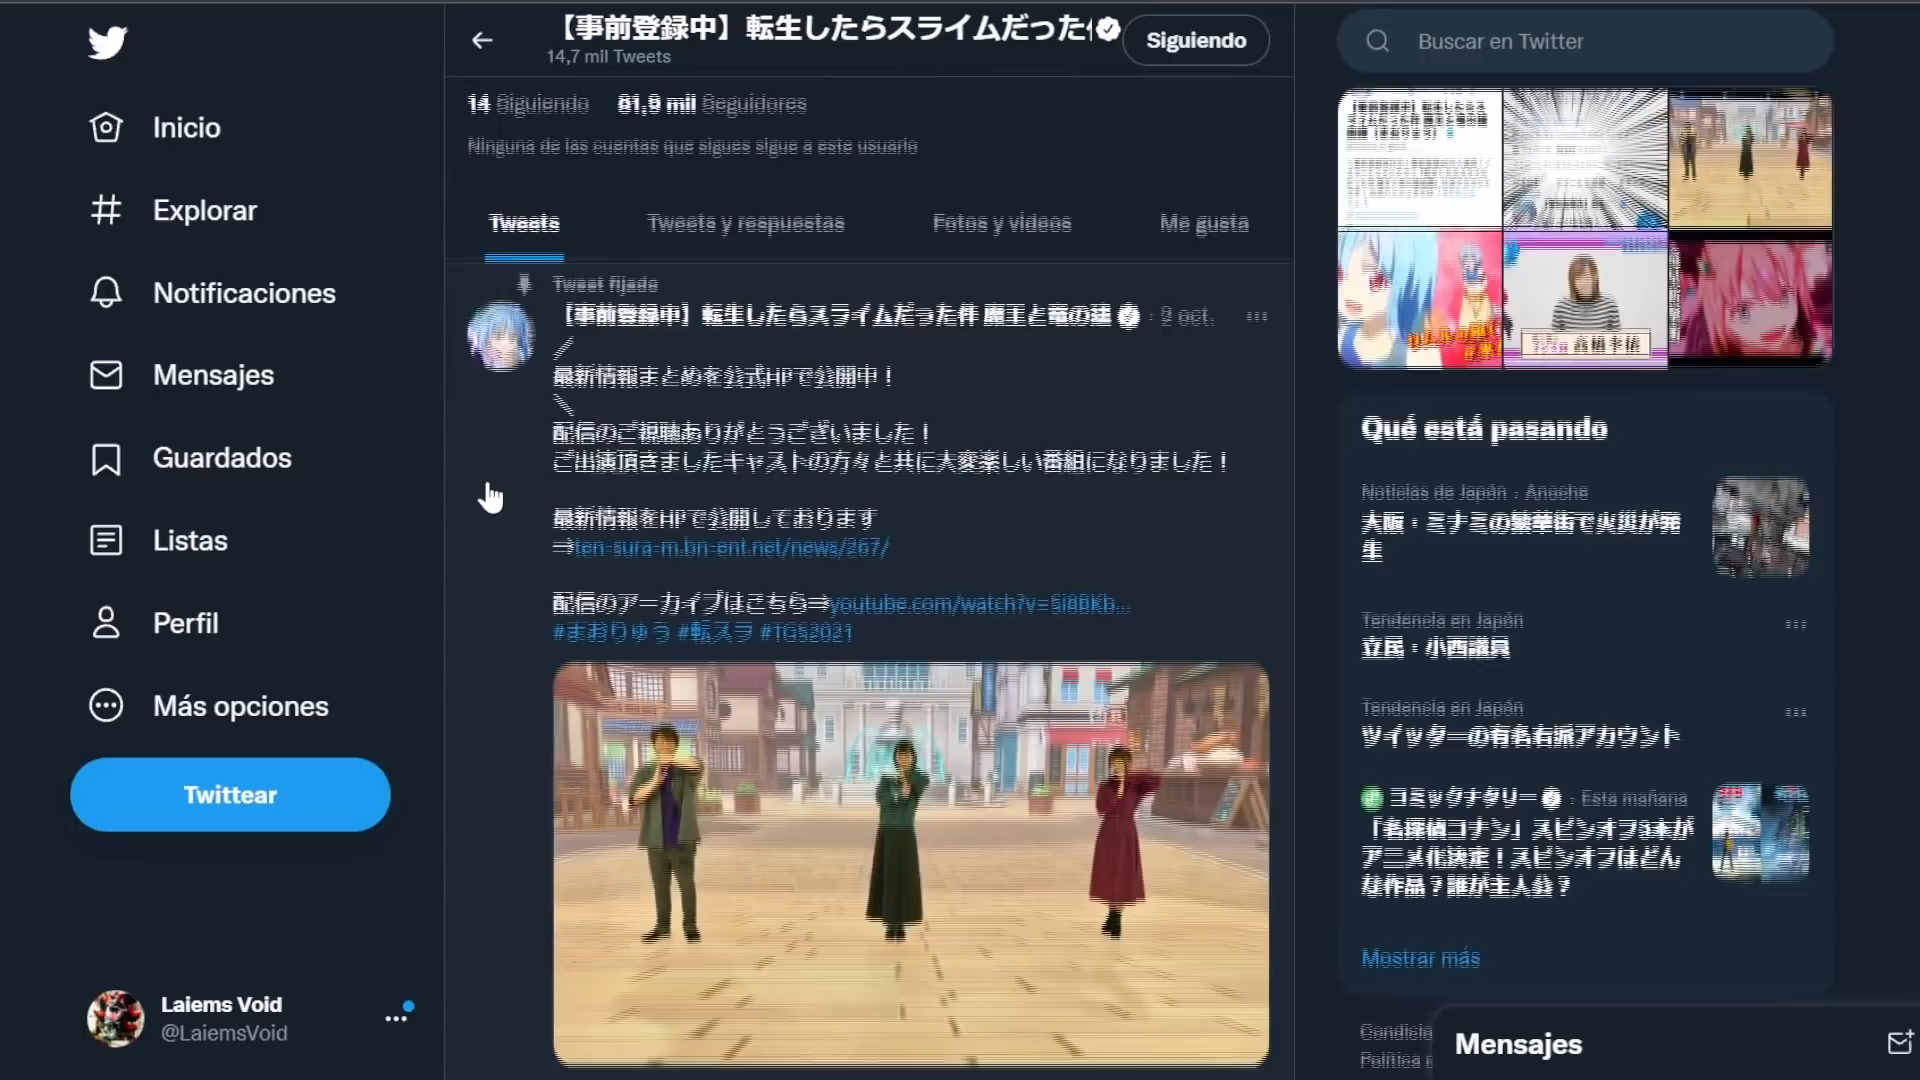 Inicio
Explorar
Notificaciones
Mensajes
Guardados
Listas
Perfil
Más opciones
Twittear
Laiems Void
@LaiemsVoid
【事前登録中】転生したらスライムだった
14,7 mil Tweets
Siguiendo
14 Siguiendo 81,9 mil Seguidores
Ninguna de las cuentas que sigues sigue a este usuario
Tweets
Tweets y respuestas
Fotos y videos
Me gusta
Tweet fijado
【事前登録中】転生したらスライムだった件 魔王と竜の建 · 2 oct.
／
最新情報まとめを公式HPで公開中！
＼
配信のご視聴ありがとうございました！
ご出演頂きましたキャストの方々と共に大変楽しい番組になりました！
最新情報をHPで公開しております
⇒ten-sura-m.bn-ent.net/news/267/
配信のアーカイブはこちら⇒youtube.com/watch?v=
#まおりゅう #転スラ #TGS2021
Buscar en Twitter
Qué está pasando
Noticias de Japón · Anoche
大阪・ミナミの繁華街で火災が発
生
Tendencia en Japón
立民・小西議員
Tendencia en Japón
ツイッターの有名右派アカウント
コミックナタリー · Esta mañana
「名探偵コナン」スピンオフ3本が
アニメ化決定！スピンオフはどん
な作品？誰が主人公？
Mostrar más
Mensajes